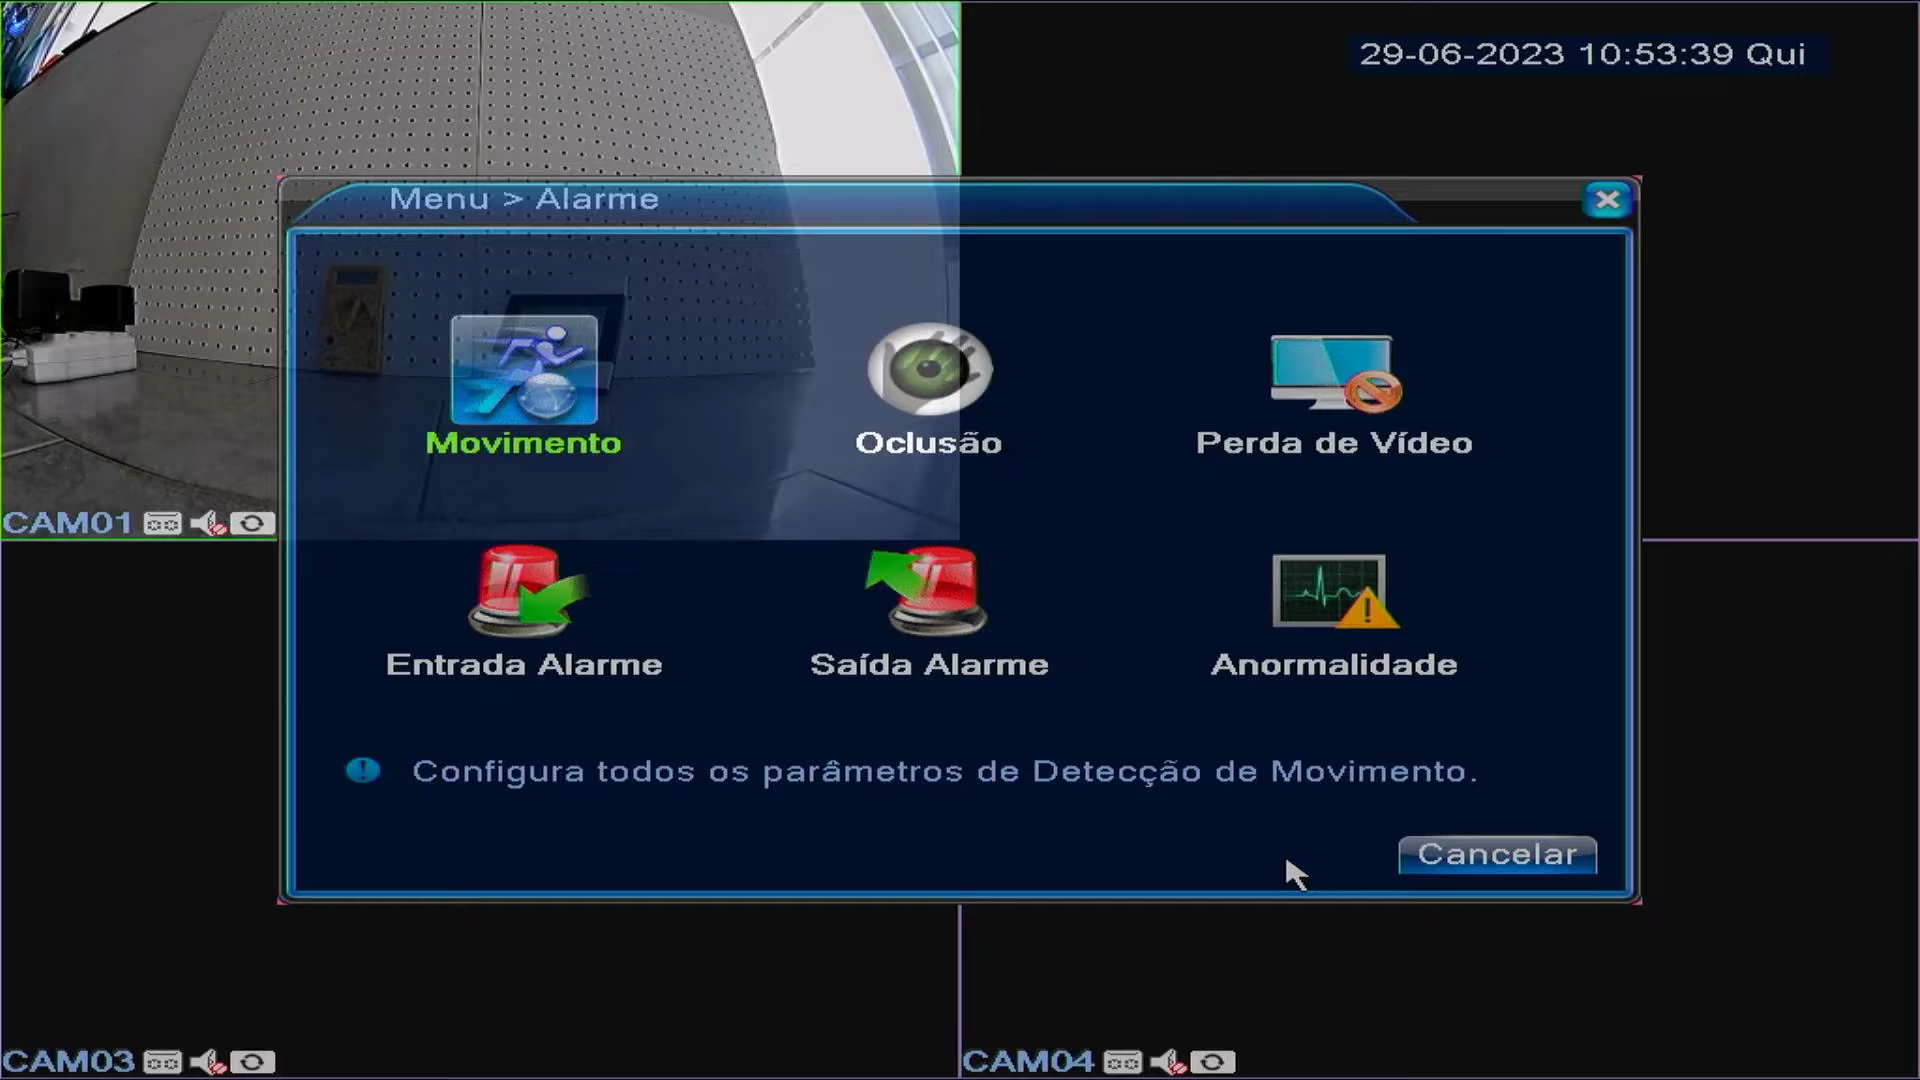 29-06-2023 10:53:39 Qui
Menu > Alarme
Movimento
Oclusão
Perda de Vídeo
CAM01
Entrada Alarme
Saída Alarme
Anormalidade
Configura todos os parâmetros de Detecção de Movimento.
Cancelar
CAM03
CAM04